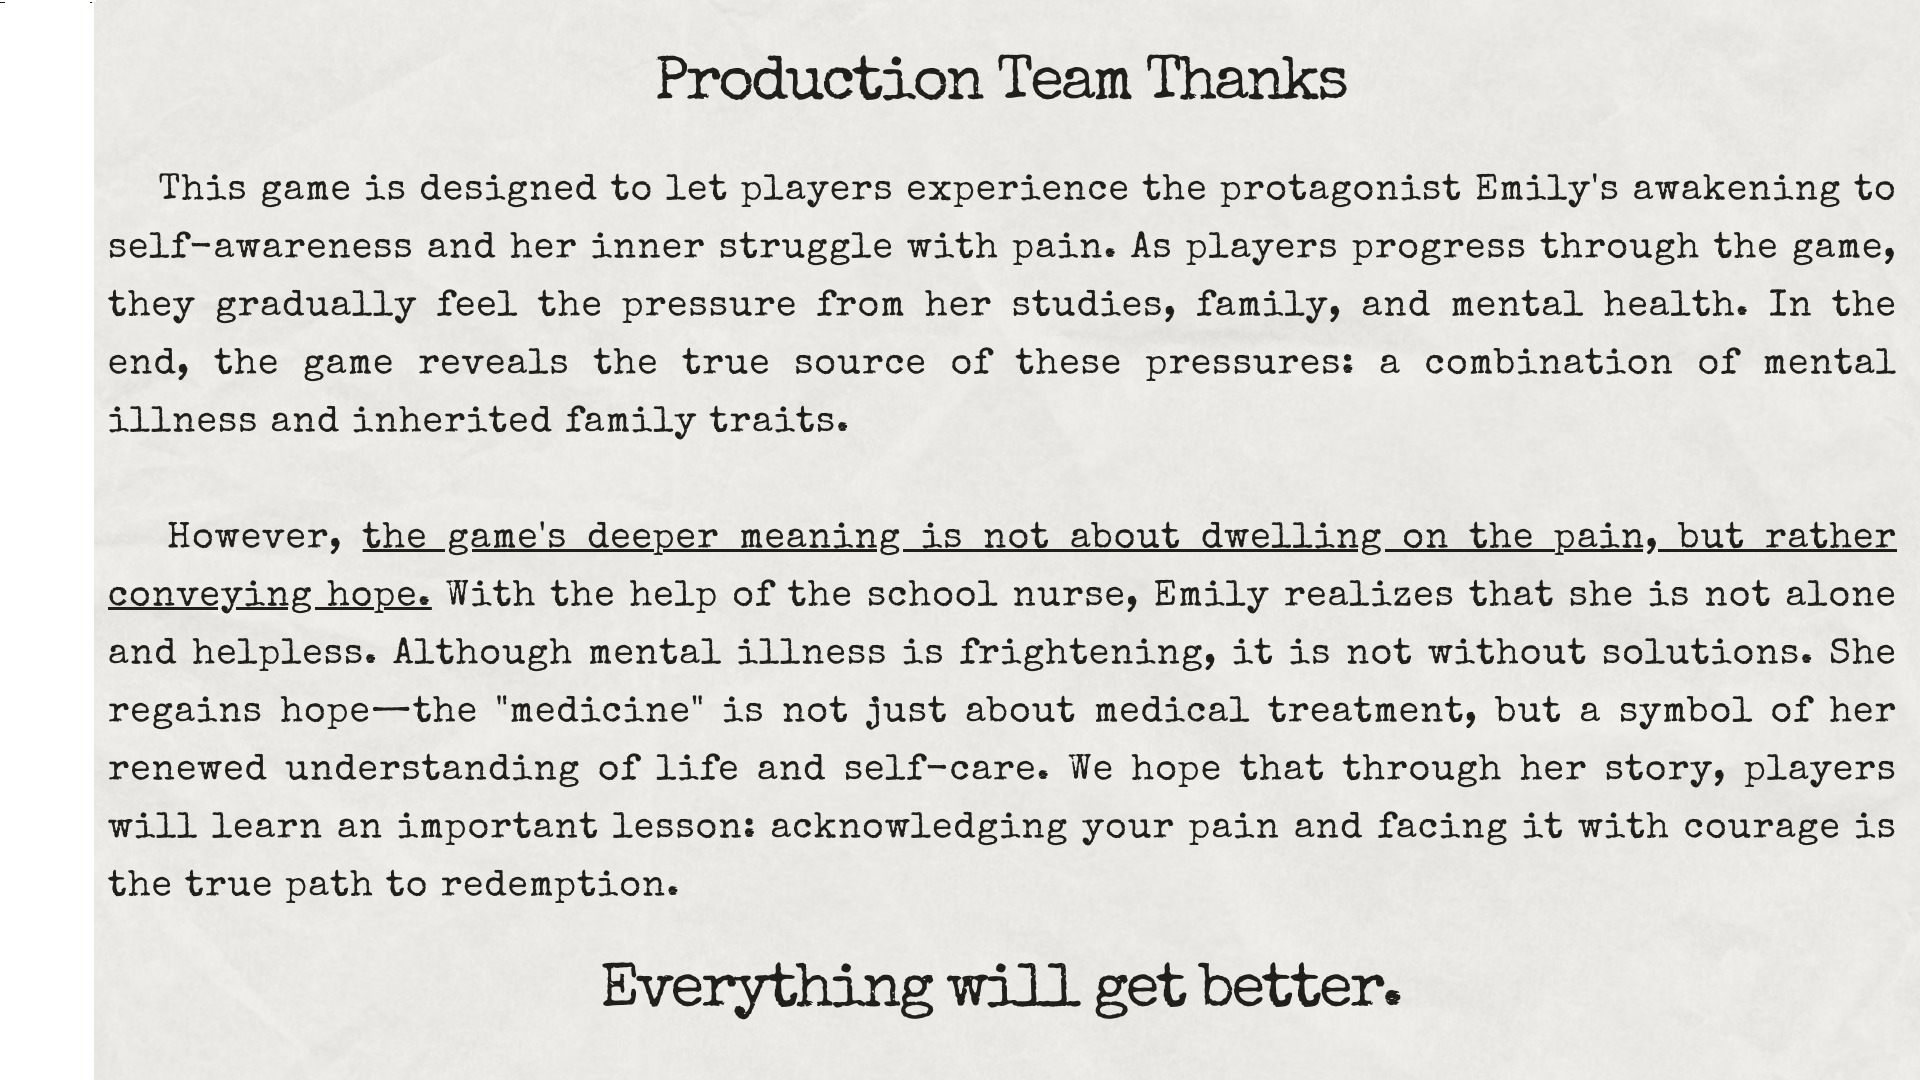 Production Team Thanks
This game is designed to let players experience the protagonist Emily's awakening to
self-awareness and her inner struggle with pain. As players progress through the game,
they gradually feel the pressure from her studies, family, and mental health. In the
end, the game reveals the true source of these pressures: a combination of mental
illness and inherited family traits.
However, the game's deeper meaning is not about dwelling on the pain, but rather
conveying hope. With the help of the school nurse, Emily realizes that she is not alone
and helpless. Although mental illness is frightening, it is not without solutions. She
regains hope—the "medicine" is not just about medical treatment, but a symbol of her
renewed understanding of life and self-care. We hope that through her story, players
will learn an important lesson: acknowledging your pain and facing it with courage is
the true path to redemption.
Everything will get better.